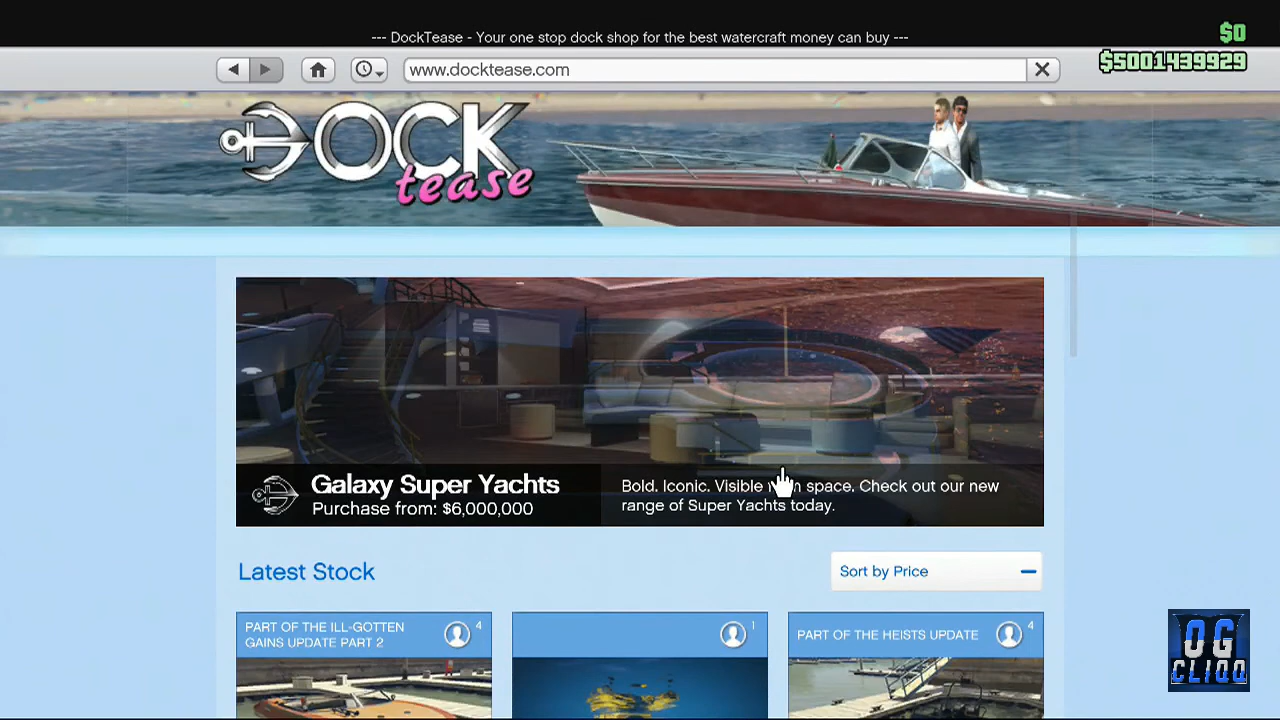 --- DockTease - Your one stop dock shop for the best watercraft money can buy ---
$0
$5001439929
www.docktease.com
DOCK
tease
Galaxy Super Yachts
Purchase from: $6,000,000
Bold. Iconic. Visible space. Check out our new
range of Super Yachts today.
Latest Stock
Sort by Price
PART OF THE ILL-GOTTEN
GAINS UPDATE PART 2
4
1
PART OF THE HEISTS UPDATE
4
OG
CLIQQ